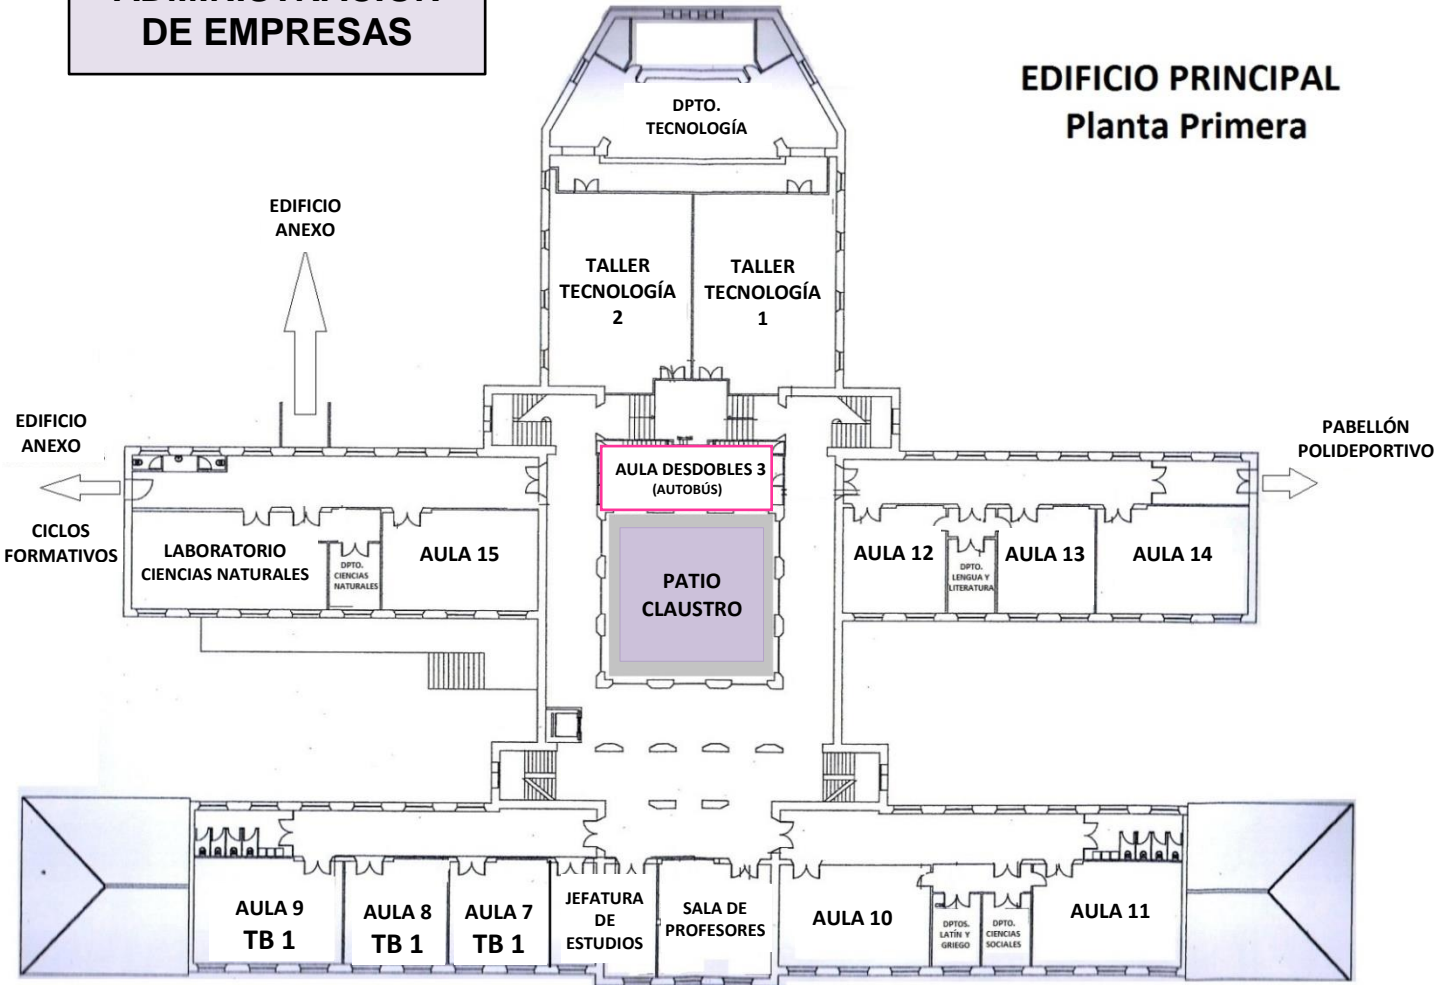 ADMINISTRACIÓN
DE EMPRESAS
EDIFICIO PRINCIPAL
Planta Primera
DPTO.
TECNOLOGÍA
EDIFICIO
ANEXO
TALLER
TECNOLOGÍA
2
TALLER
TECNOLOGÍA
1
EDIFICIO
ANEXO
PABELLÓN
POLIDEPORTIVO
AULA DESDOBLES 3
(AUTOBÚS)
CICLOS
FORMATIVOS
LABORATORIO
CIENCIAS NATURALES
DPTO.
CIENCIAS
NATURALES
AULA 15
PATIO
CLAUSTRO
AULA 12
DPTO.
LENGUA Y
LITERATURA
AULA 13
AULA 14
AULA 9
TB 1
AULA 8
TB 1
AULA 7
TB 1
JEFATURA
DE
ESTUDIOS
SALA DE
PROFESORES
AULA 10
DPTOS.
LATÍN Y
GRIEGO
DPTO.
CIENCIAS
SOCIALES
AULA 11